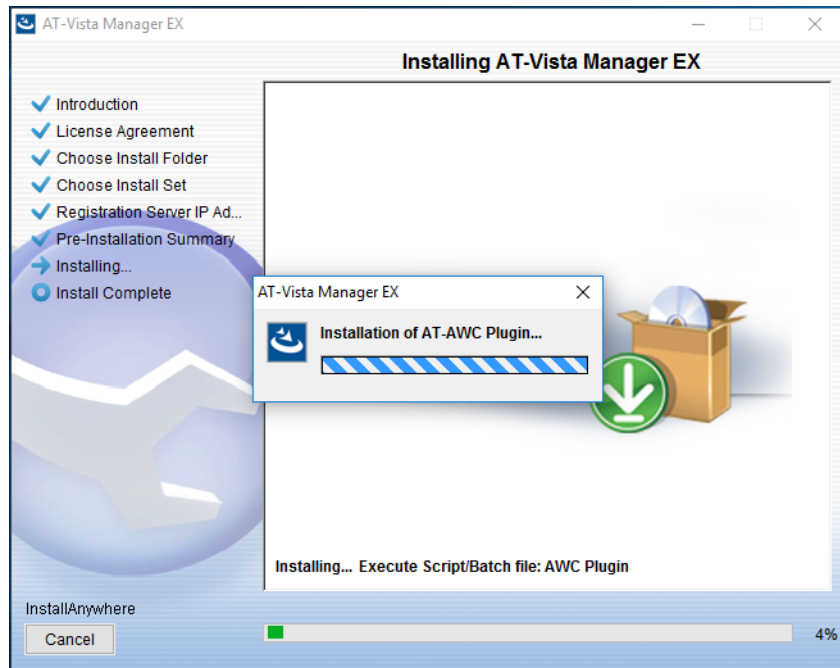 AT-Vista Manager EX
Installing AT-Vista Manager EX
Introduction
License Agreement
Choose Install Folder
Choose Install Set
Registration Server IP Ad...
Pre-Installation Summary
Installing...
Install Complete
AT-Vista Manager EX
Installation of AT-AWC Plugin...
Installing... Execute Script/Batch file: AWC Plugin
InstallAnywhere
Cancel
4%